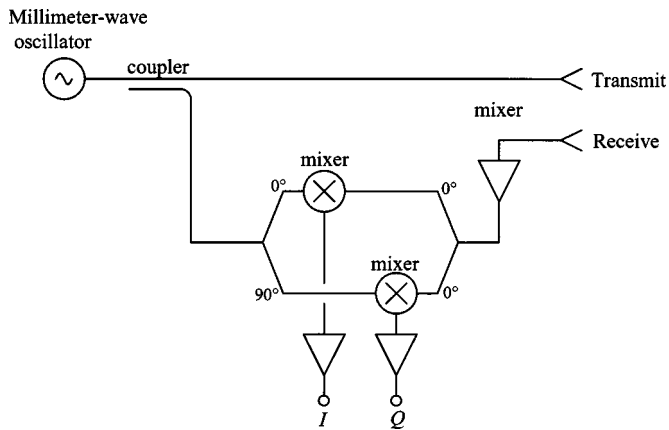 Millimeter-wave
oscillator
coupler
Transmit
mixer
Receive
mixer
0°
0°
mixer
90°
0°
I
Q